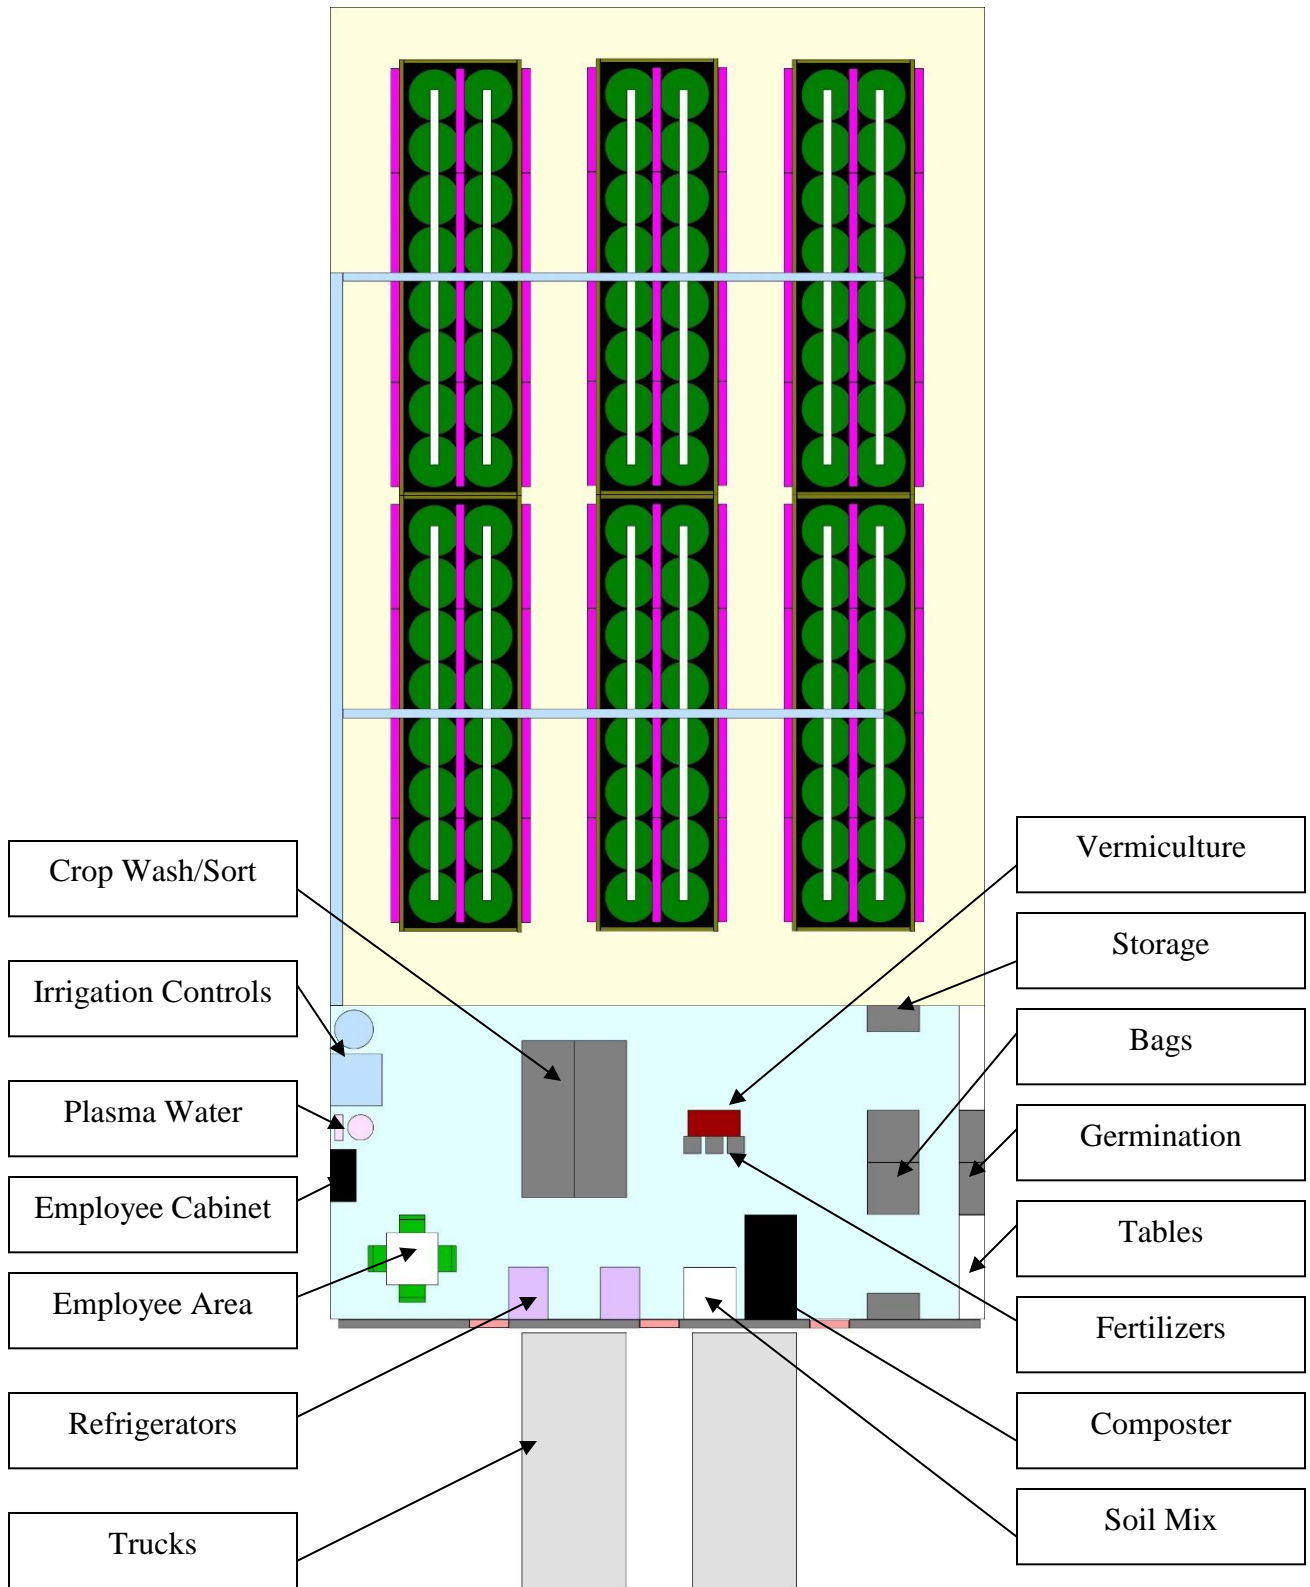 Crop Wash/Sort
Irrigation Controls
Plasma Water
Employee Cabinet
Employee Area
Refrigerators
Trucks
Vermiculture
Storage
Bags
Germination
Tables
Fertilizers
Composter
Soil Mix